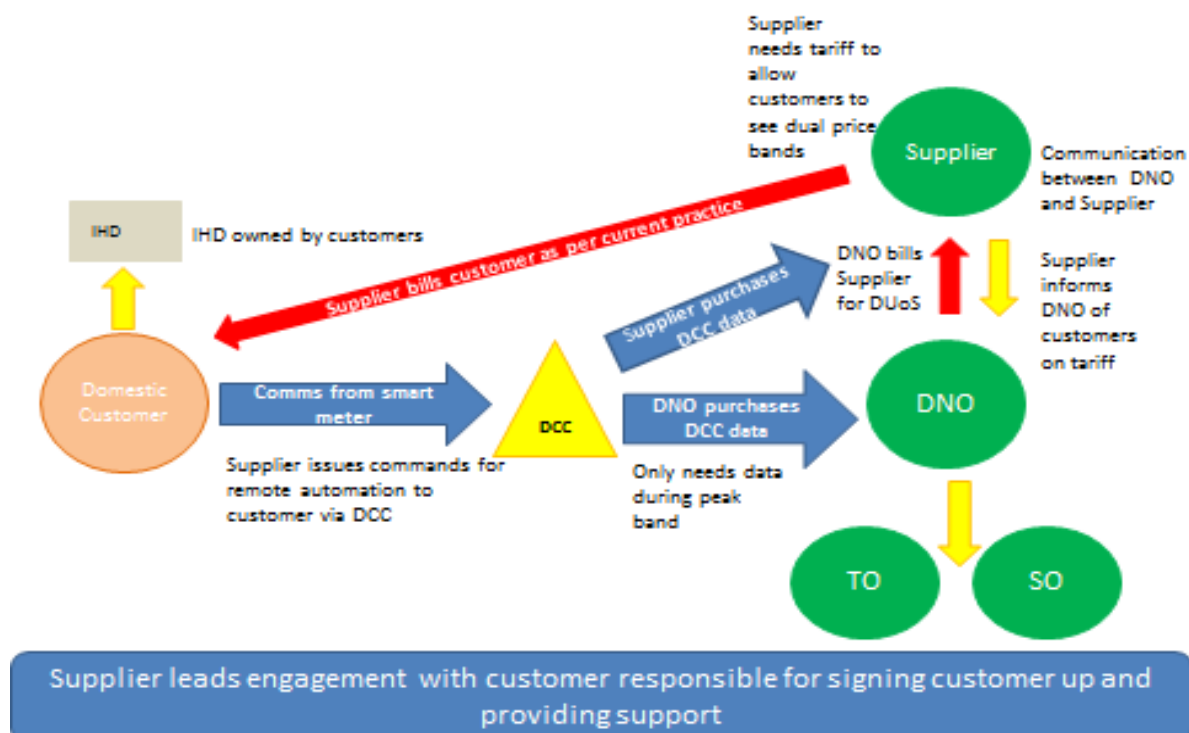 Supplier
needs tariff to
allow
customers to
see dual price
bands
Supplier
Communication
between DNO
and Supplier
IHD
IHD owned by customers
Supplier bills customer as per current practice
Supplier purchases
DCC data
DNO bills
Supplier
for DUoS
Supplier
informs
DNO of
customers
on tariff
Domestic
Customer
Comms from smart
meter
DCC
DNO purchases
DCC data
DNO
Supplier issues commands for
remote automation to
customer via DCC
Only needs data
during peak
band
TO
SO
Supplier leads engagement with customer responsible for signing customer up and
providing support